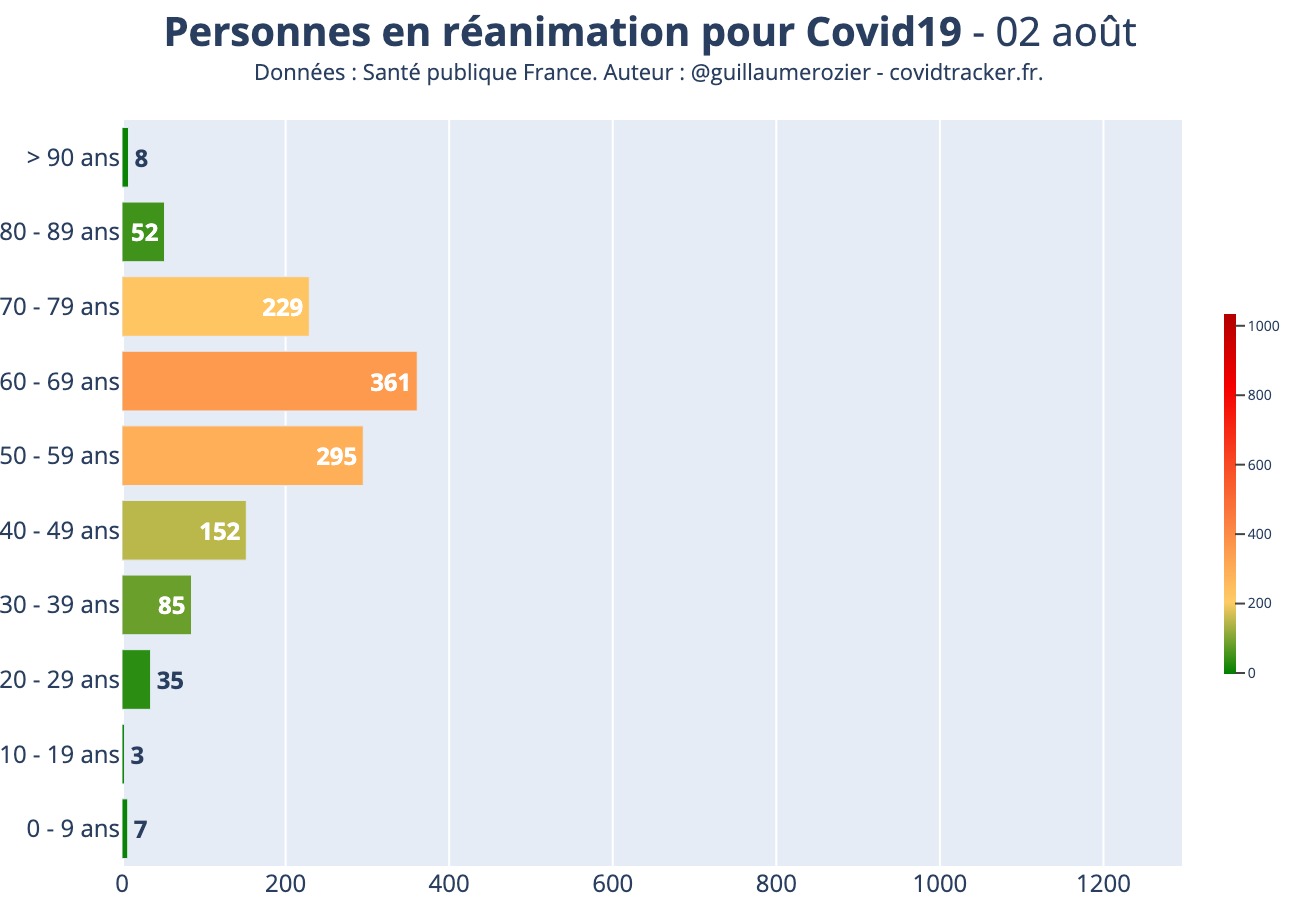 Personnes en réanimation pour Covid19 - 02 août
Données : Santé publique France. Auteur : @guillaumerozier - covidtracker.fr.
> 90 ans 8
80 - 89 ans 52
70 - 79 ans 229
60 - 69 ans 361
50 - 59 ans 295
40 - 49 ans 152
30 - 39 ans 85
20 - 29 ans 35
10 - 19 ans 3
0 - 9 ans 7
0 200 400 600 800 1000 1200
1000
800
600
400
200
0